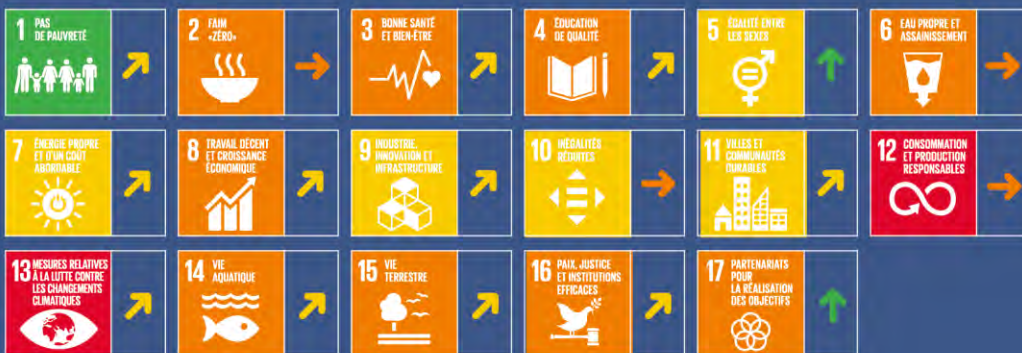 1 PAS
DE PAUVRETÉ
2 FAIM
«ZÉRO»
3 BONNE SANTÉ
ET BIEN-ÊTRE
4 ÉDUCATION
DE QUALITÉ
5 ÉGALITÉ ENTRE
LES SEXES
6 EAU PROPRE ET
ASSAINISSEMENT
7 ÉNERGIE PROPRE
ET D'UN COÛT
ABORDABLE
8 TRAVAIL DÉCENT
ET CROISSANCE
ÉCONOMIQUE
9 INDUSTRIE,
INNOVATION ET
INFRASTRUCTURE
10 INÉGALITÉS
RÉDUITES
11 VILLES ET
COMMUNAUTÉS
DURABLES
12 CONSOMMATION
ET PRODUCTION
RESPONSABLES
13 MESURES RELATIVES
À LA LUTTE CONTRE
LES CHANGEMENTS
CLIMATIQUES
14 VIE
AQUATIQUE
15 VIE
TERRESTRE
16 PAIX, JUSTICE
ET INSTITUTIONS
EFFICACES
17 PARTENARIATS
POUR
LA RÉALISATION
DES OBJECTIFS